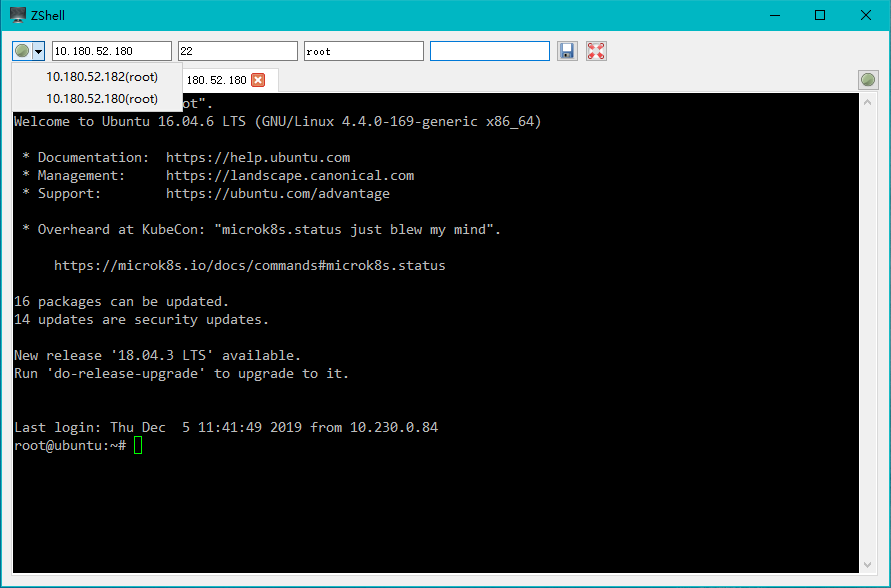 ZShell
10.180.52.180 22 root
10.180.52.182(root)
10.180.52.180(root)
180.52.180
ot".
Welcome to Ubuntu 16.04.6 LTS (GNU/Linux 4.4.0-169-generic x86_64)
* Documentation: https://help.ubuntu.com
* Management: https://landscape.canonical.com
* Support: https://ubuntu.com/advantage
* Overheard at KubeCon: "microk8s.status just blew my mind".
https://microk8s.io/docs/commands#microk8s.status
16 packages can be updated.
14 updates are security updates.
New release '18.04.3 LTS' available.
Run 'do-release-upgrade' to upgrade to it.
Last login: Thu Dec  5 11:41:49 2019 from 10.230.0.84
root@ubuntu:~#